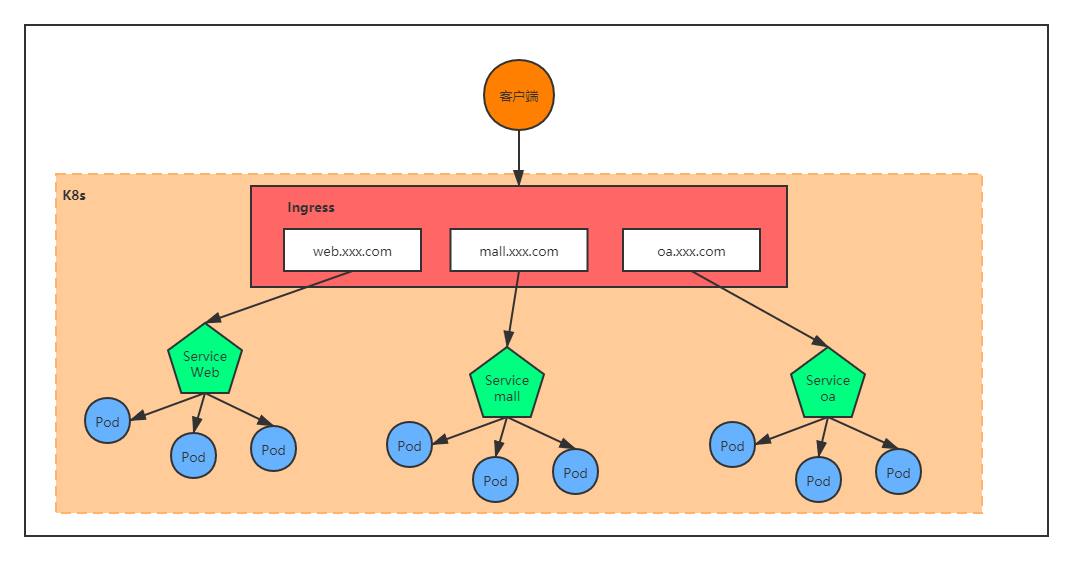 客户端
K8s
Ingress
web.xxx.com
mall.xxx.com
oa.xxx.com
Service
Web
Service
mall
Service
oa
Pod
Pod
Pod
Pod
Pod
Pod
Pod
Pod
Pod